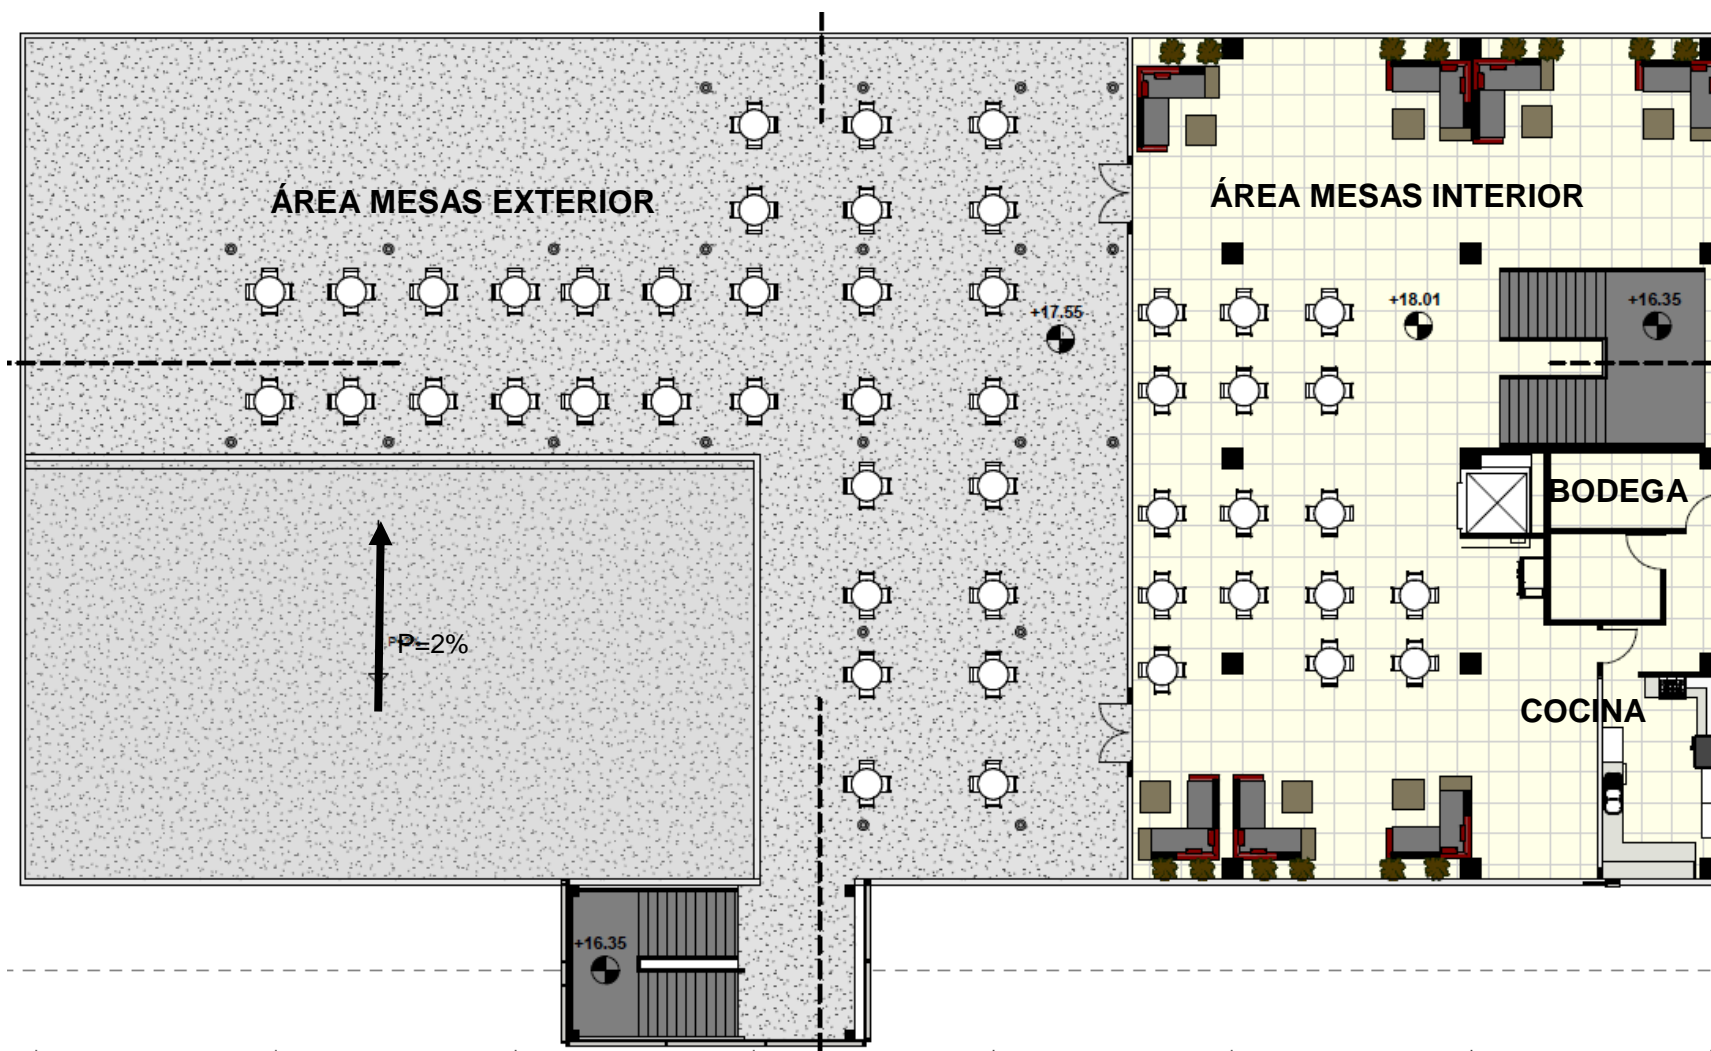 ÁREA MESAS EXTERIOR
ÁREA MESAS INTERIOR
+17.55
+18.01
+16.35
BODEGA
P=2%
COCINA
+16.35